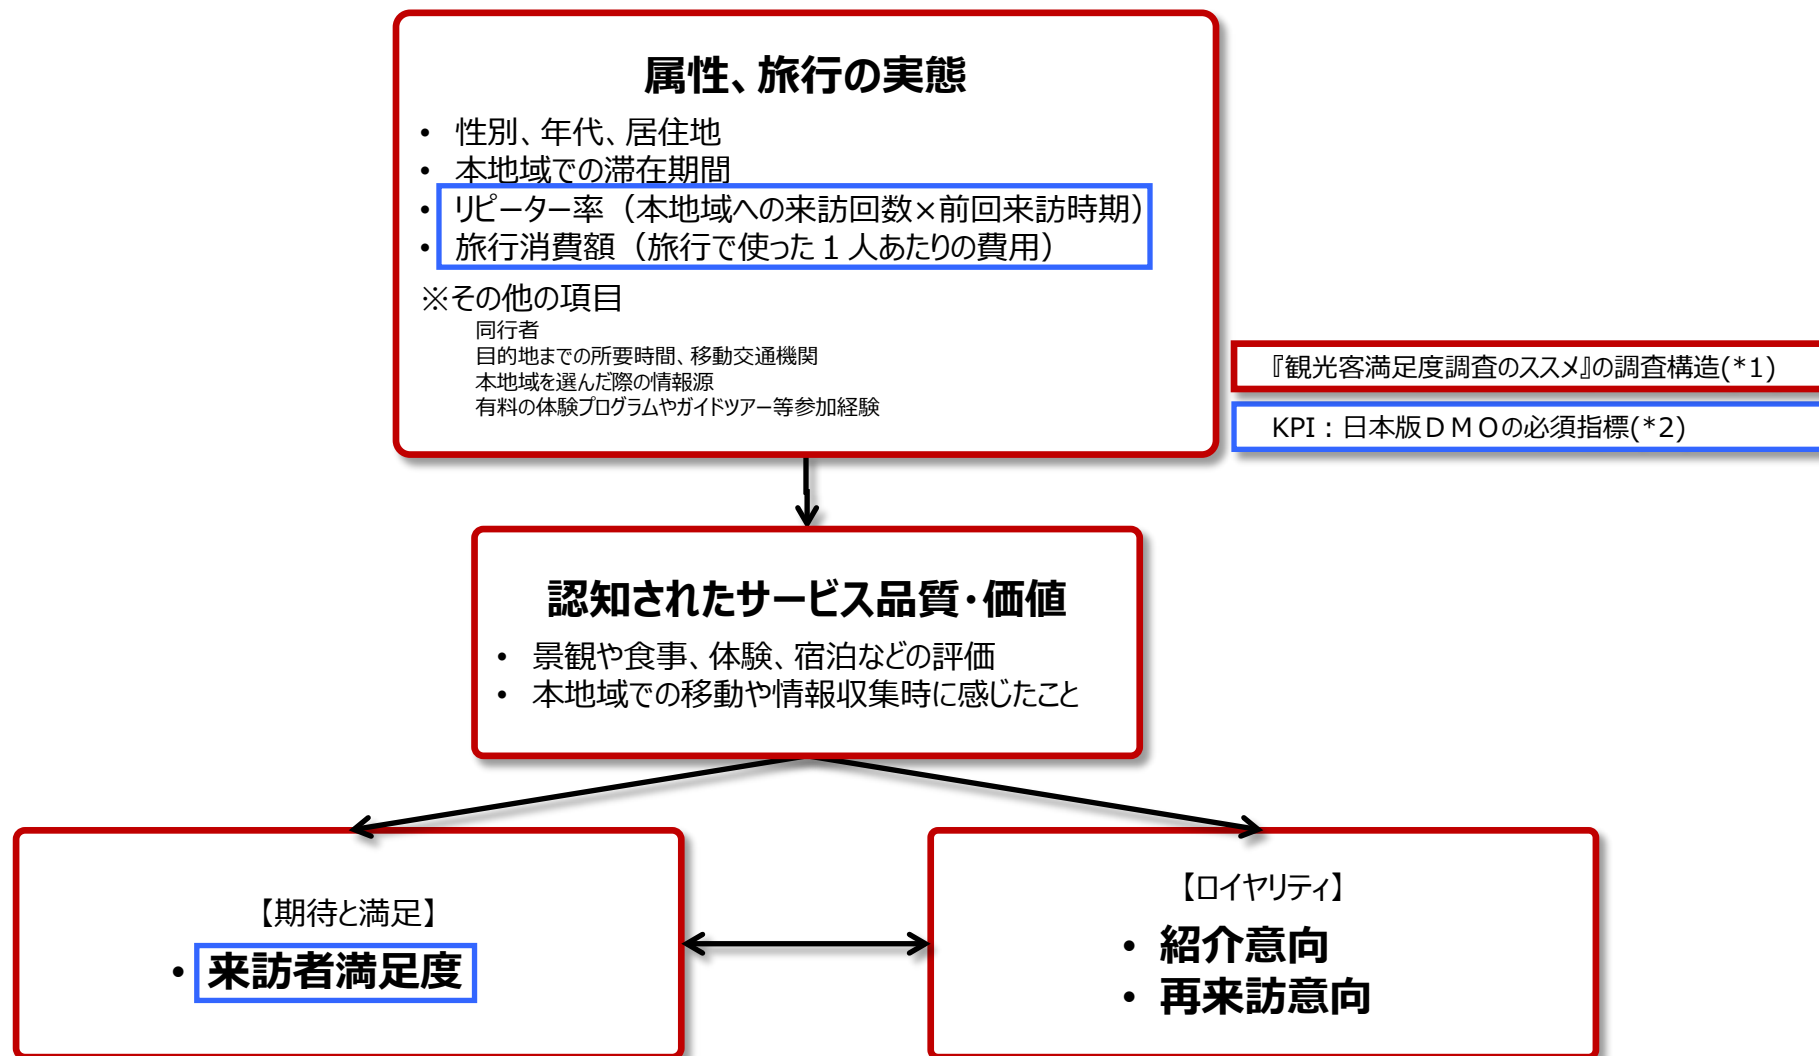 属性、旅行の実態
• 性別、年代、居住地
• 本地域での滞在期間
• リピーター率（本地域への来訪回数×前回来訪時期）
• 旅行消費額（旅行で使った１人あたりの費用）
※その他の項目
同行者
目的地までの所要時間、移動交通機関
本地域を選んだ際の情報源
有料の体験プログラムやガイドツアー等参加経験
『観光客満足度調査のススメ』の調査構造(*1)
KPI：日本版ＤＭＯの必須指標(*2)
認知されたサービス品質・価値
• 景観や食事、体験、宿泊などの評価
• 本地域での移動や情報収集時に感じたこと
【期待と満足】
• 来訪者満足度
【ロイヤリティ】
• 紹介意向
• 再来訪意向